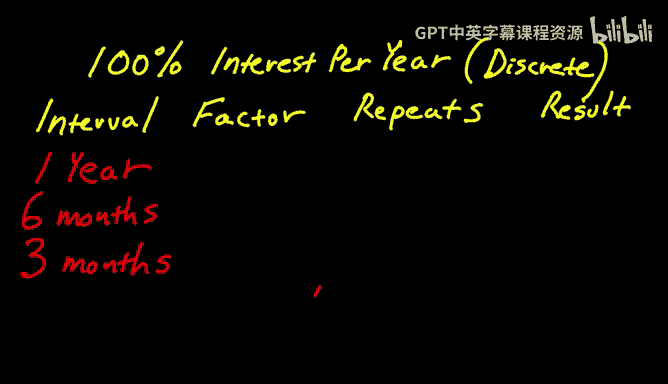 GPT中英字幕课程资源 bilibili
100% Interest Per Year (Discrete)
Interval Factor Repeats Result
1 Year
6 months
3 months